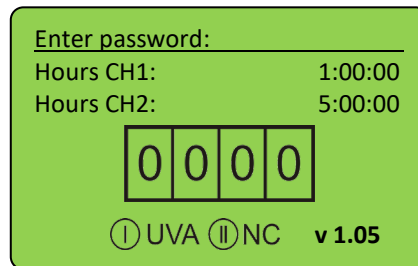 Enter password:
Hours CH1: 1:00:00
Hours CH2: 5:00:00
0 0 0 0
Ⓘ UVA Ⓘ Ⓘ NC v 1.05